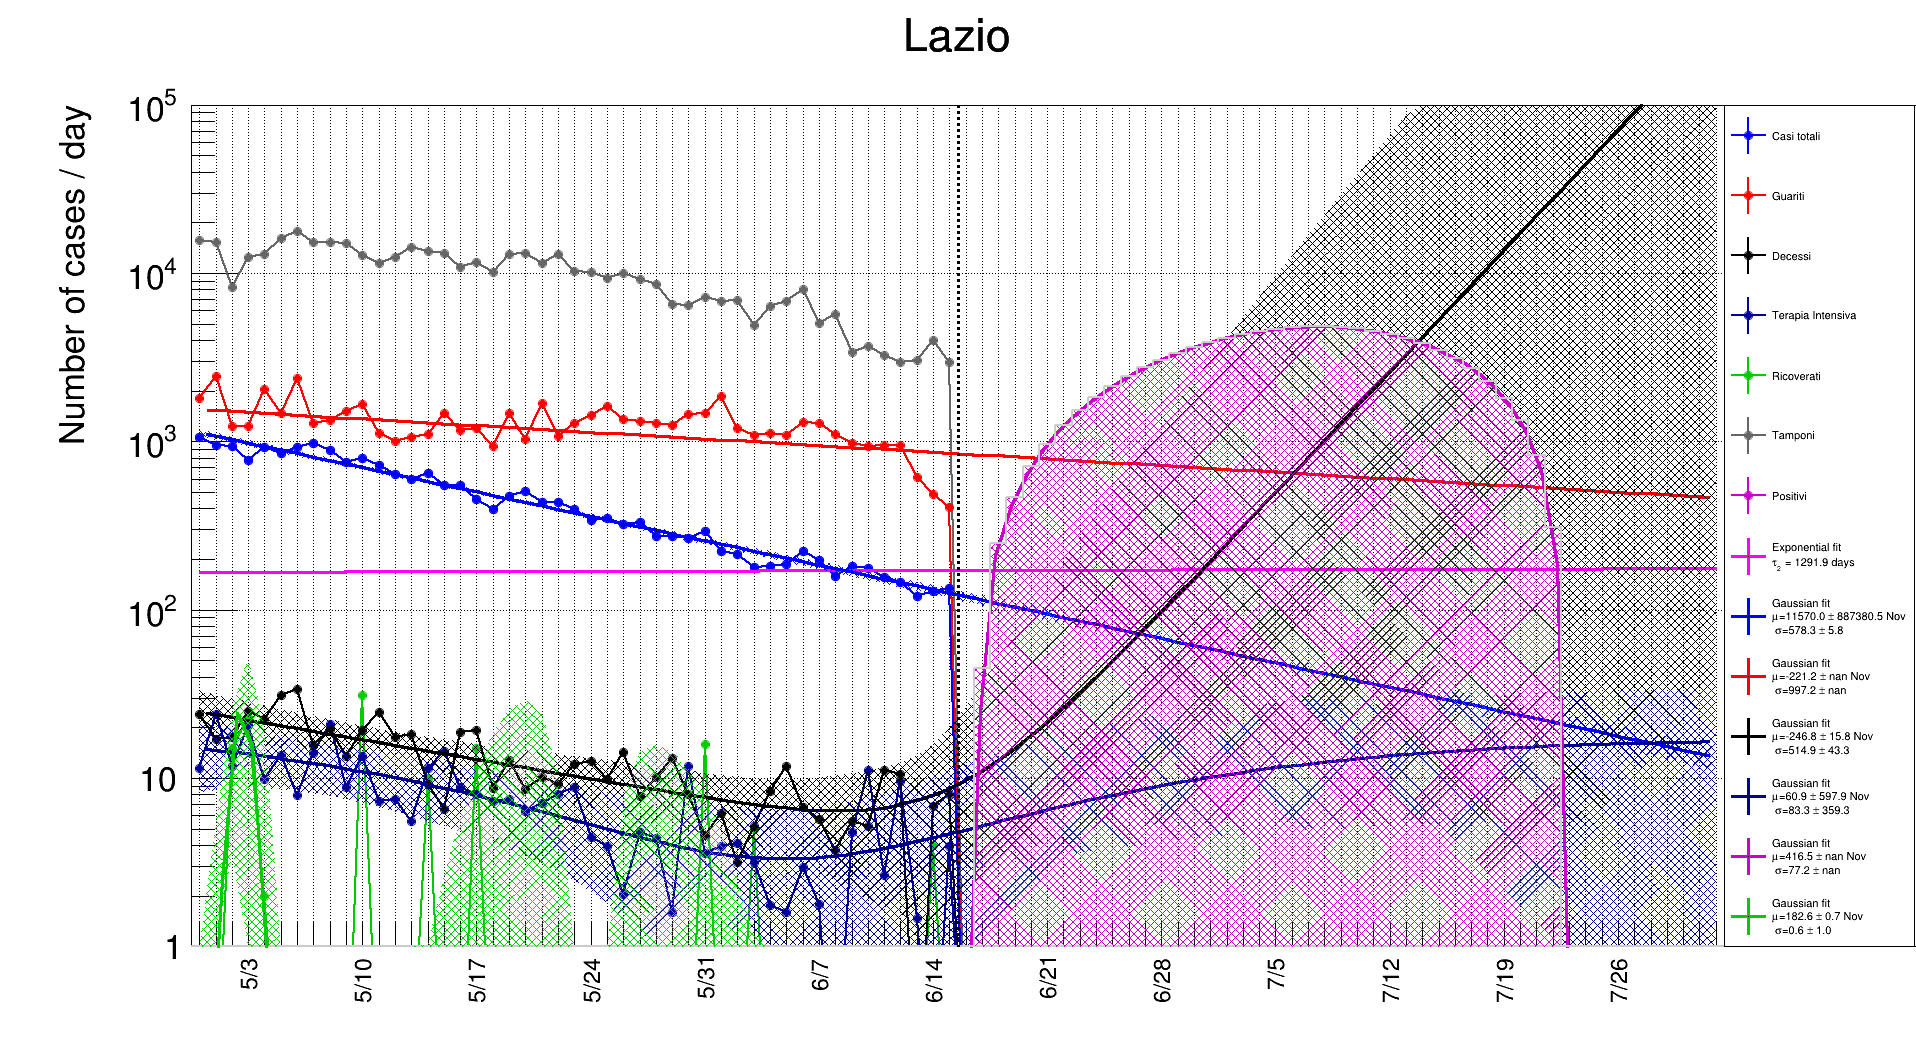 Lazio
Number of cases / day
10^5
10^4
10^3
10^2
10
1
5/3
5/10
5/17
5/24
5/31
6/7
6/14
6/21
6/28
7/5
7/12
7/19
7/26
Casi totali
Guariti
Decessi
Terapia Intensiva
Ricoverati
Tamponi
Positivi
Exponential fit
τ_2 = 1291.9 days
Gaussian fit
μ=11570.0 ± 887380.5 Nov
σ=578.3 ± 5.8
Gaussian fit
μ=-221.2 ± nan Nov
σ=997.2 ± nan
Gaussian fit
μ=-246.8 ± 15.8 Nov
σ=514.9 ± 43.3
Gaussian fit
μ=60.9 ± 597.9 Nov
σ=83.3 ± 359.3
Gaussian fit
μ=416.5 ± nan Nov
σ=77.2 ± nan
Gaussian fit
μ=182.6 ± 0.7 Nov
σ=0.6 ± 1.0